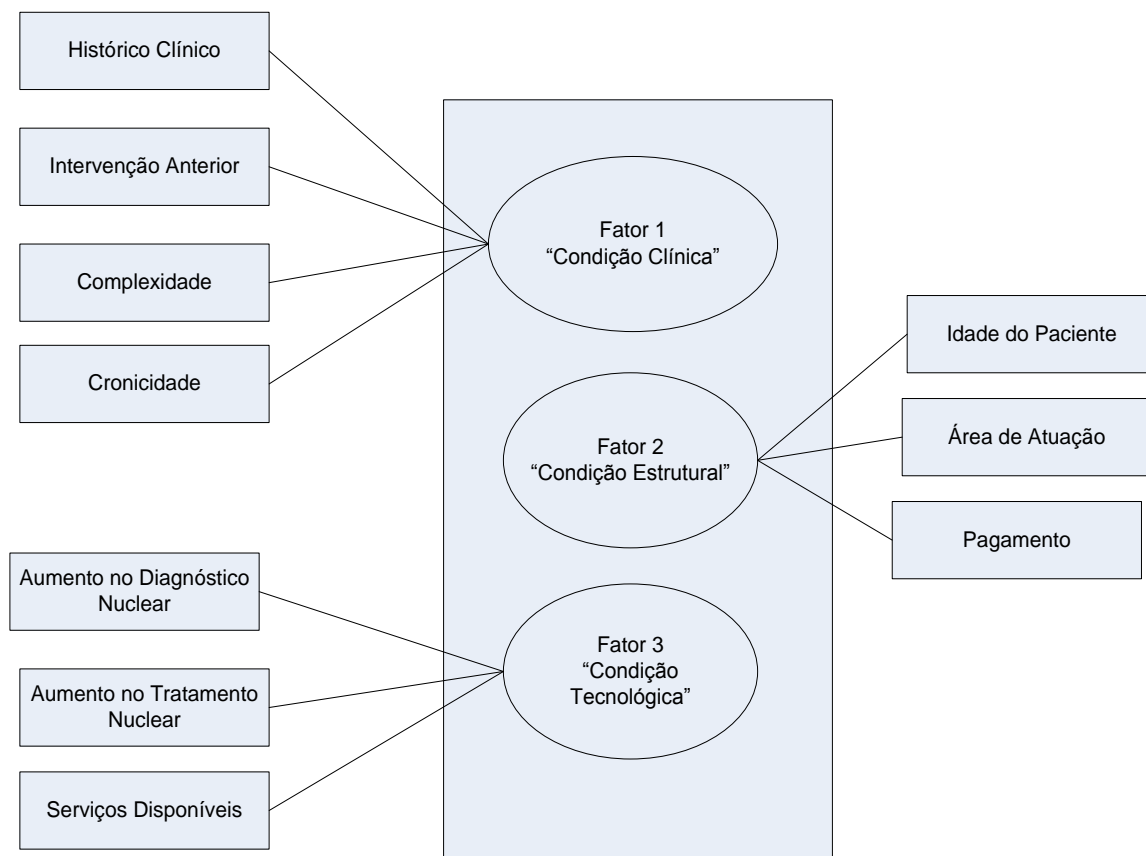 Histórico Clínico
Intervenção Anterior
Complexidade
Cronicidade
Aumento no Diagnóstico
Nuclear
Aumento no Tratamento
Nuclear
Serviços Disponíveis
Fator 1
“Condição Clínica”
Fator 2
“Condição Estrutural”
Fator 3
“Condição
Tecnológica”
Idade do Paciente
Área de Atuação
Pagamento